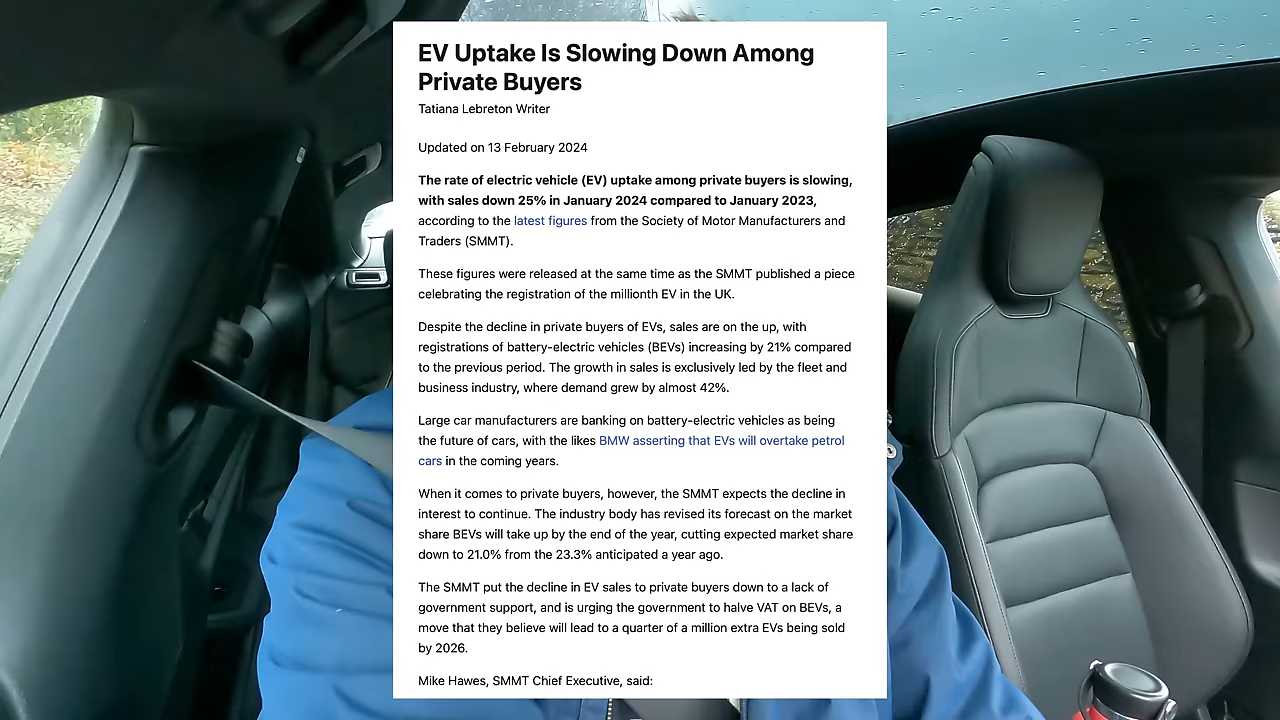 EV Uptake Is Slowing Down Among
Private Buyers
Tatiana Lebreton Writer
Updated on 13 February 2024
The rate of electric vehicle (EV) uptake among private buyers is slowing,
with sales down 25% in January 2024 compared to January 2023,
according to the latest figures from the Society of Motor Manufacturers and
Traders (SMMT).
These figures were released at the same time as the SMMT published a piece
celebrating the registration of the millionth EV in the UK.
Despite the decline in private buyers of EVs, sales are on the up, with
registrations of battery-electric vehicles (BEVs) increasing by 21% compared
to the previous period. The growth in sales is exclusively led by the fleet and
business industry, where demand grew by almost 42%.
Large car manufacturers are banking on battery-electric vehicles as being
the future of cars, with the likes BMW asserting that EVs will overtake petrol
cars in the coming years.
When it comes to private buyers, however, the SMMT expects the decline in
interest to continue. The industry body has revised its forecast on the market
share BEVs will take up by the end of the year, cutting expected market share
down to 21.0% from the 23.3% anticipated a year ago.
The SMMT put the decline in EV sales to private buyers down to a lack of
government support, and is urging the government to halve VAT on BEVs, a
move that they believe will lead to a quarter of a million extra EVs being sold
by 2026.
Mike Hawes, SMMT Chief Executive, said: